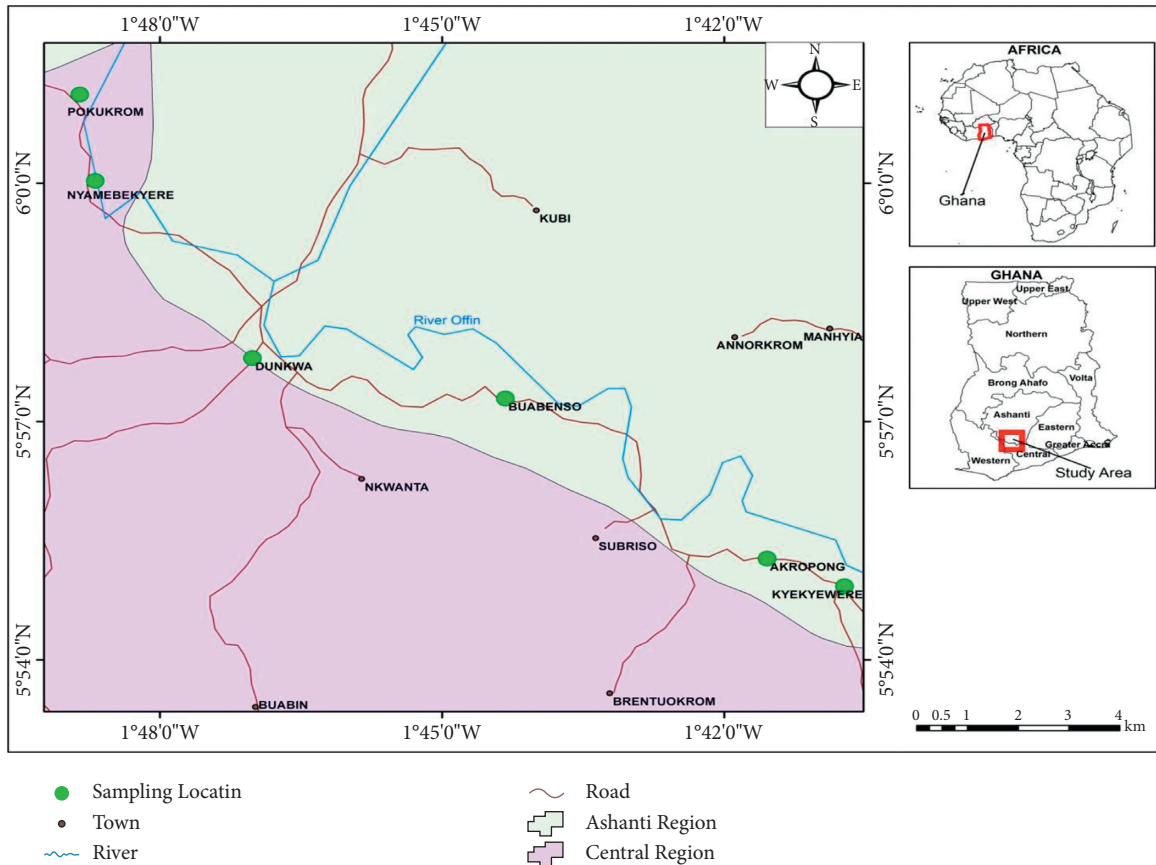 1°48'0"W 1°45'0"W 1°42'0"W
N
W E
S
POKUKROM
6°0'0"N
NYAMEBEKYERE
KUBI
6°0'0"N
River Offin
MANHYIA
ANNORKROM
DUNKWA
BUABENSO
5°57'0"N
5°57'0"N
NKWANTA
SUBRISO
AKROPONG
KYEKYEWERE
5°54'0"N
5°54'0"N
BUABIN
BRENTUOKROM
1°48'0"W 1°45'0"W 1°42'0"W
AFRICA
Ghana
GHANA
Upper East
Upper West
Northern
Brong Ahafo
Volta
Ashanti
Eastern
Greater Accra
Western
Central
Study Area
0 0.5 1 2 3 4
km
Sampling Locatin
Town
River
Road
Ashanti Region
Central Region